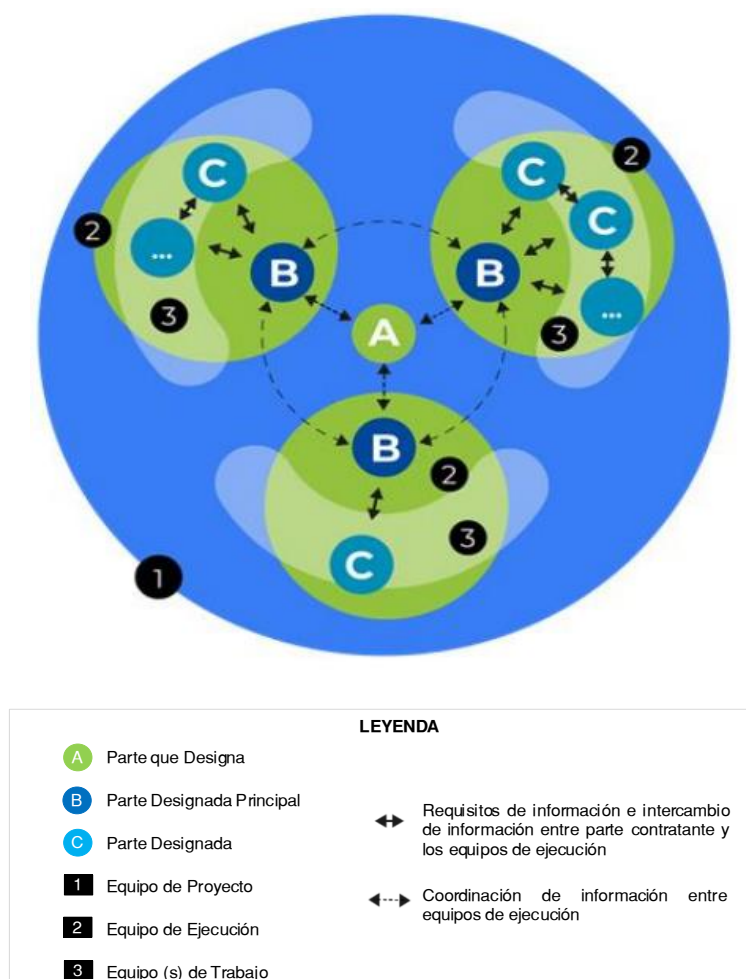 C
C
2
2
C
...
B
B
3
...
A
3
B
2
3
C
1
LEYENDA
A Parte que Designa
B Parte Designada Principal
C Parte Designada
1 Equipo de Proyecto
2 Equipo de Ejecución
3 Equipo (s) de Trabajo
Requisitos de información e intercambio
de información entre parte contratante y
los equipos de ejecución
Coordinación de información entre
equipos de ejecución